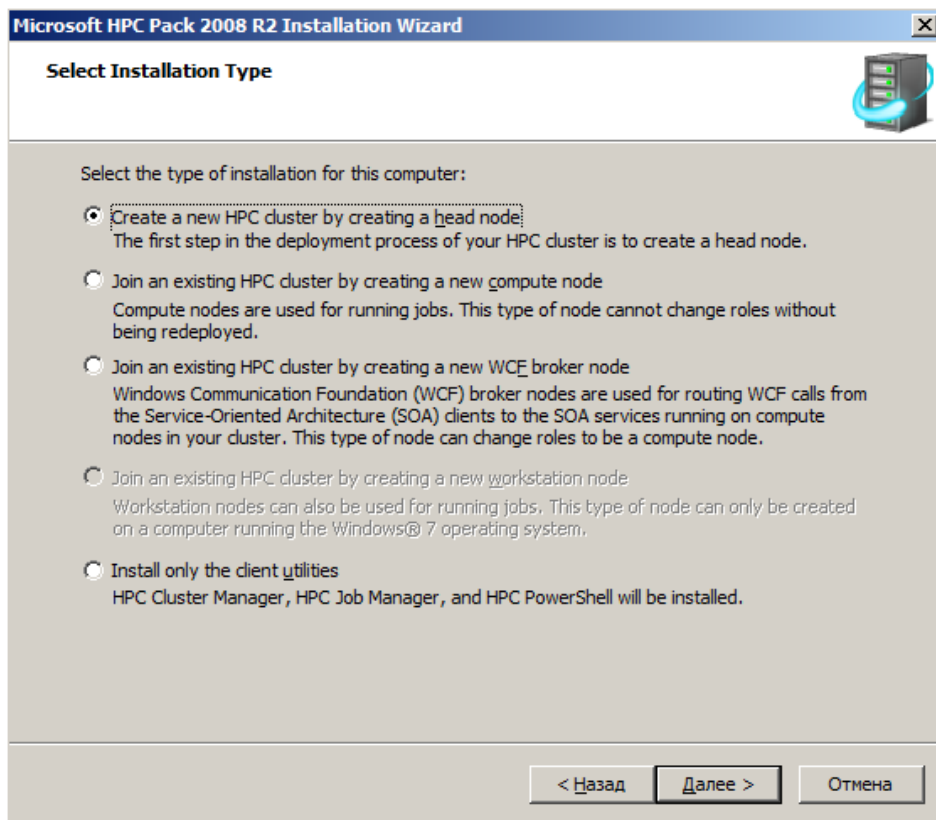 Microsoft HPC Pack 2008 R2 Installation Wizard
Select Installation Type
Select the type of installation for this computer:
Create a new HPC cluster by creating a head node
The first step in the deployment process of your HPC cluster is to create a head node.
Join an existing HPC cluster by creating a new compute node
Compute nodes are used for running jobs. This type of node cannot change roles without
being redeployed.
Join an existing HPC cluster by creating a new WCF broker node
Windows Communication Foundation (WCF) broker nodes are used for routing WCF calls from
the Service-Oriented Architecture (SOA) clients to the SOA services running on compute
nodes in your cluster. This type of node can change roles to be a compute node.
Join an existing HPC cluster by creating a new workstation node
Workstation nodes can also be used for running jobs. This type of node can only be created
on a computer running the Windows® 7 operating system.
Install only the client utilities
HPC Cluster Manager, HPC Job Manager, and HPC PowerShell will be installed.
< Назад Далее > Отмена